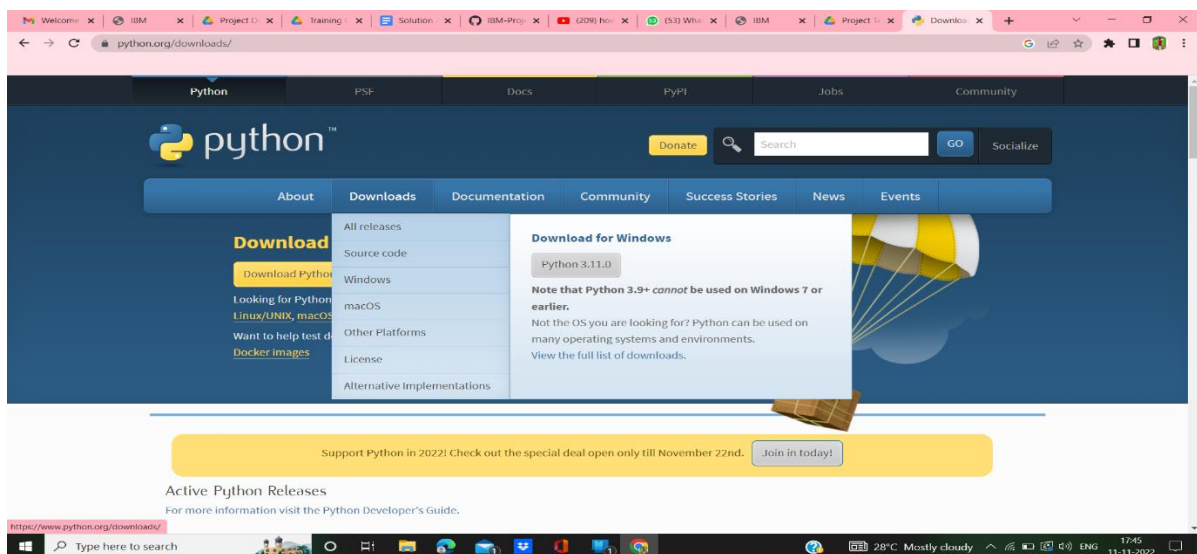 Welcome
IBM
Project D
Training
Solution
IBM-Proj
(209) hov
(53) Wha
IBM
Project
Downloa
python.org/downloads/
Python
PSF
Docs
PyPI
Jobs
Community
python™
Donate
Search
GO
Socialize
About
Downloads
Documentation
Community
Success Stories
News
Events
Download
Download Pytho
Looking for Python
Linux/UNIX, macOS
Want to help test d
Docker images
All releases
Source code
Windows
macOS
Other Platforms
License
Alternative Implementations
Download for Windows
Python 3.11.0
Note that Python 3.9+ cannot be used on Windows 7 or
earlier.
Not the OS you are looking for? Python can be used on
many operating systems and environments.
View the full list of downloads.
Support Python in 2022! Check out the special deal open only till November 22nd.
Join in today!
Active Python Releases
For more information visit the Python Developer's Guide.
https://www.python.org/downloads/
Type here to search
28°C Mostly cloudy
ENG
17:45
11-11-2022